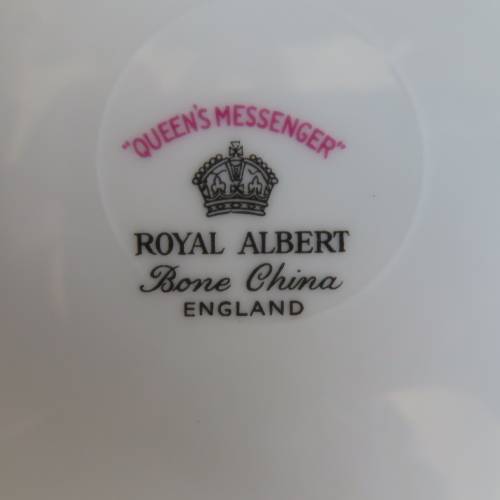 "QUEEN'S MESSENGER"
ROYAL ALBERT
Bone China
ENGLAND